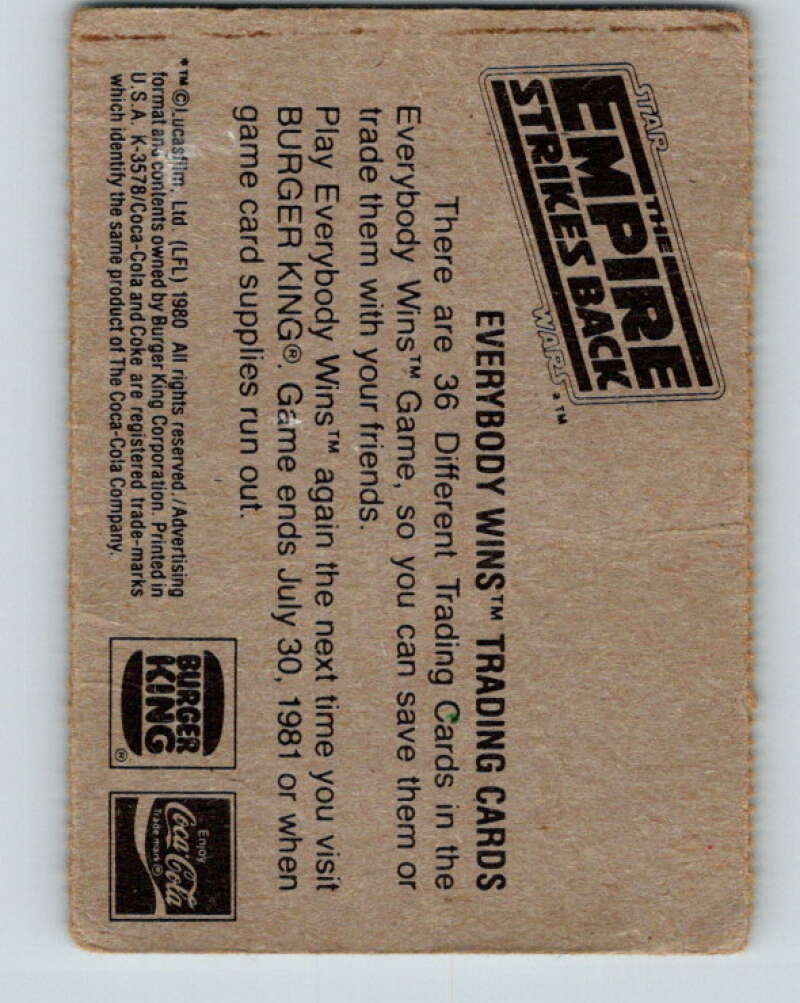 STAR
THE
EMPIRE
STRIKES BACK
WARS *™
EVERYBODY WINS™ TRADING CARDS
There are 36 Different Trading Cards in the
Everybody Wins™ Game, so you can save them or
trade them with your friends.
Play Everybody Wins™ again the next time you visit
BURGER KING®. Game ends July 30, 1981 or when
game card supplies run out.
*™ © Lucasfilm, Ltd. (LFL) 1980 All rights reserved./Advertising
format and contents owned by Burger King Corporation. Printed in
U.S.A. K-3578/Coca-Cola and Coke are registered trade-marks
which identify the same product of The Coca-Cola Company.
BURGER
KING
®
Enjoy
Coca-Cola
Trade mark ®